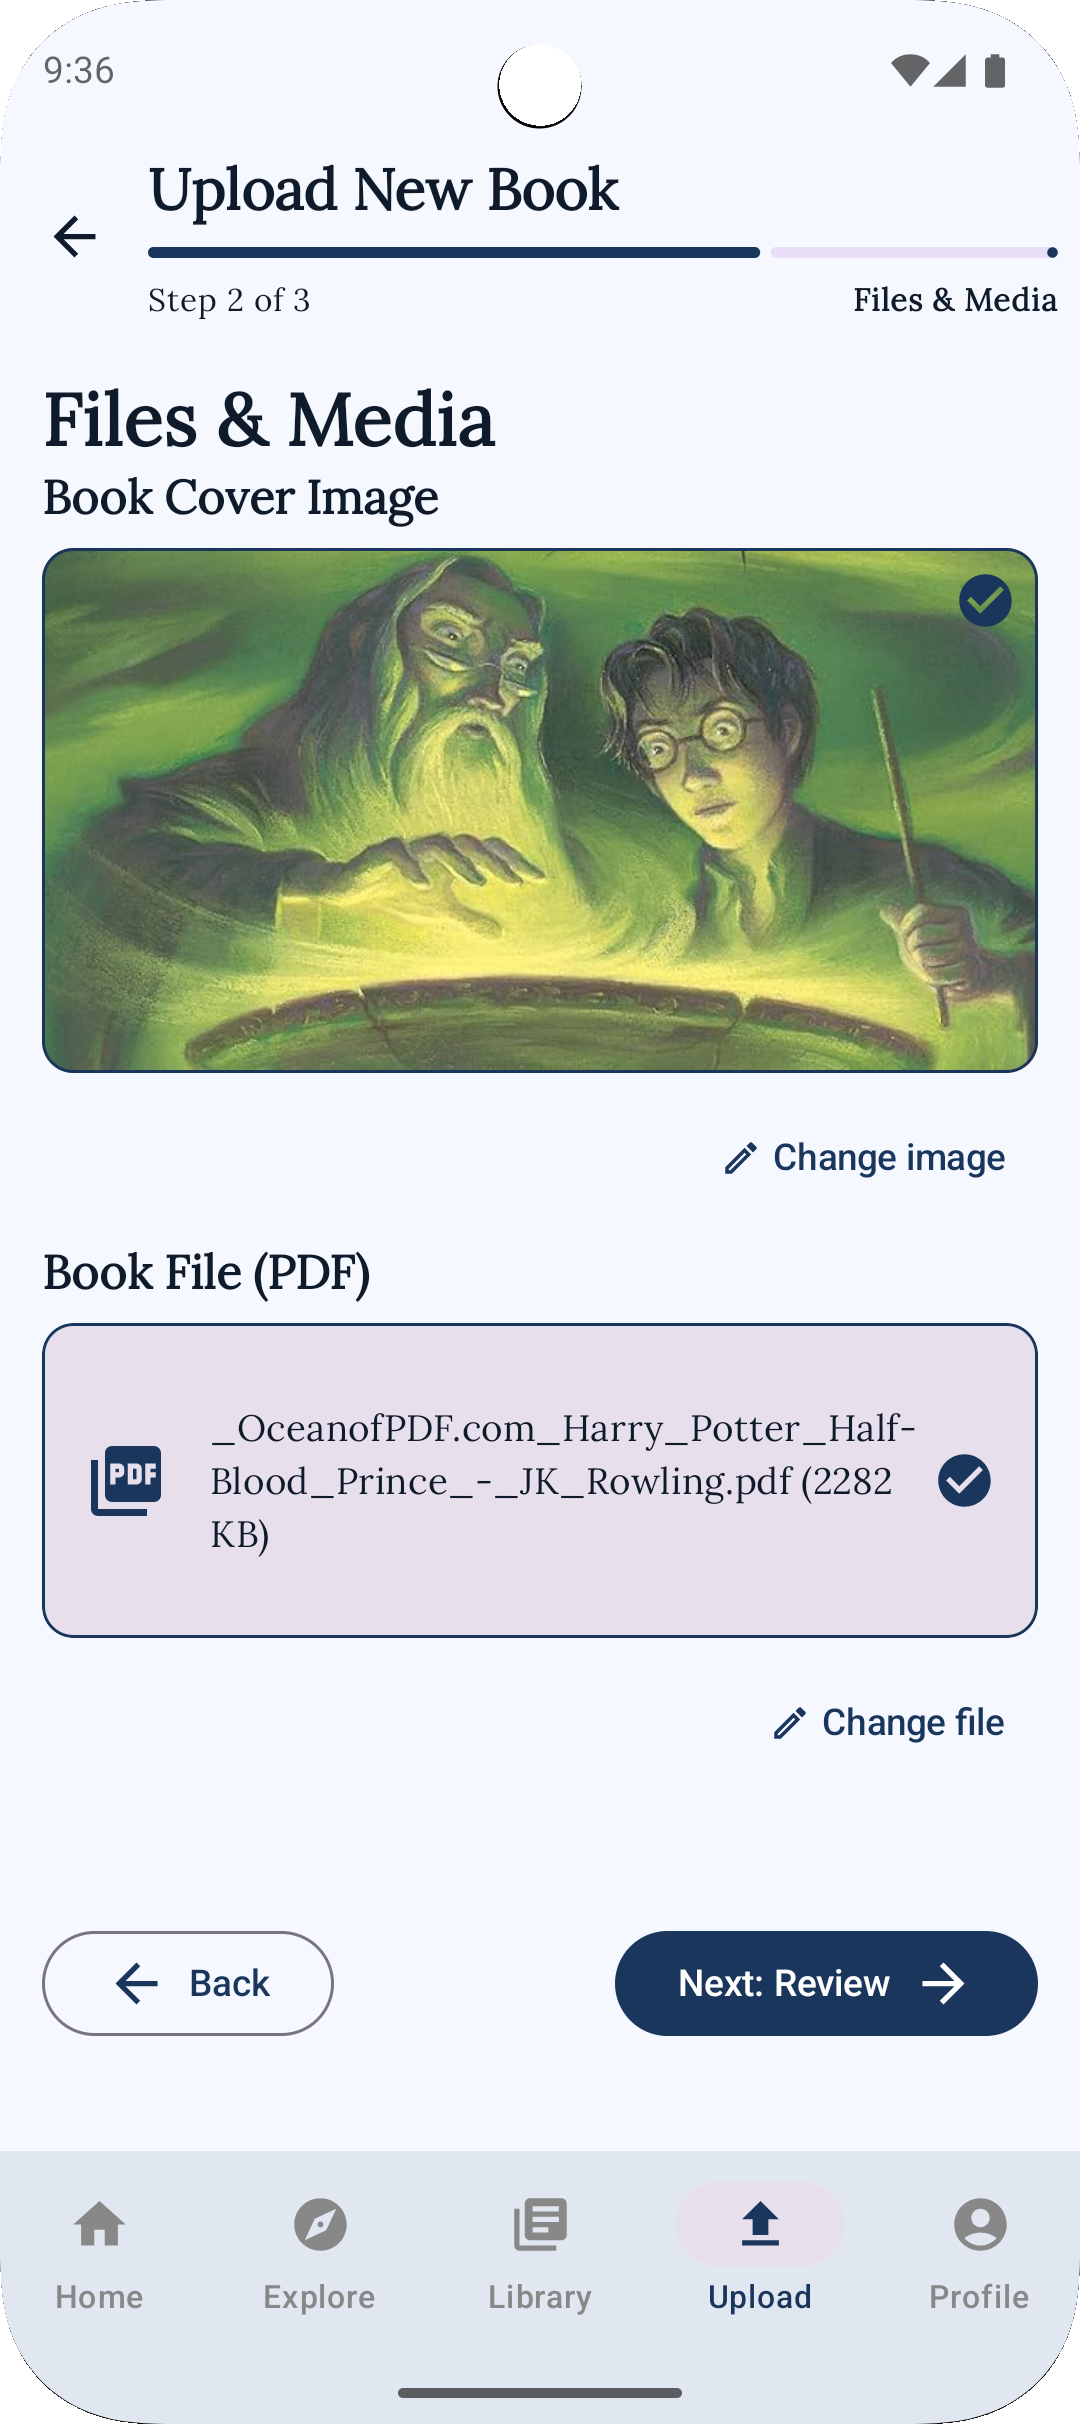 9:36
Upload New Book
Step 2 of 3
Files & Media
Files & Media
Book Cover Image
Change image
Book File (PDF)
PDF
_OceanofPDF.com_Harry_Potter_Half-
Blood_Prince_-_JK_Rowling.pdf (2282
KB)
Change file
Back
Next: Review
Home
Explore
Library
Upload
Profile